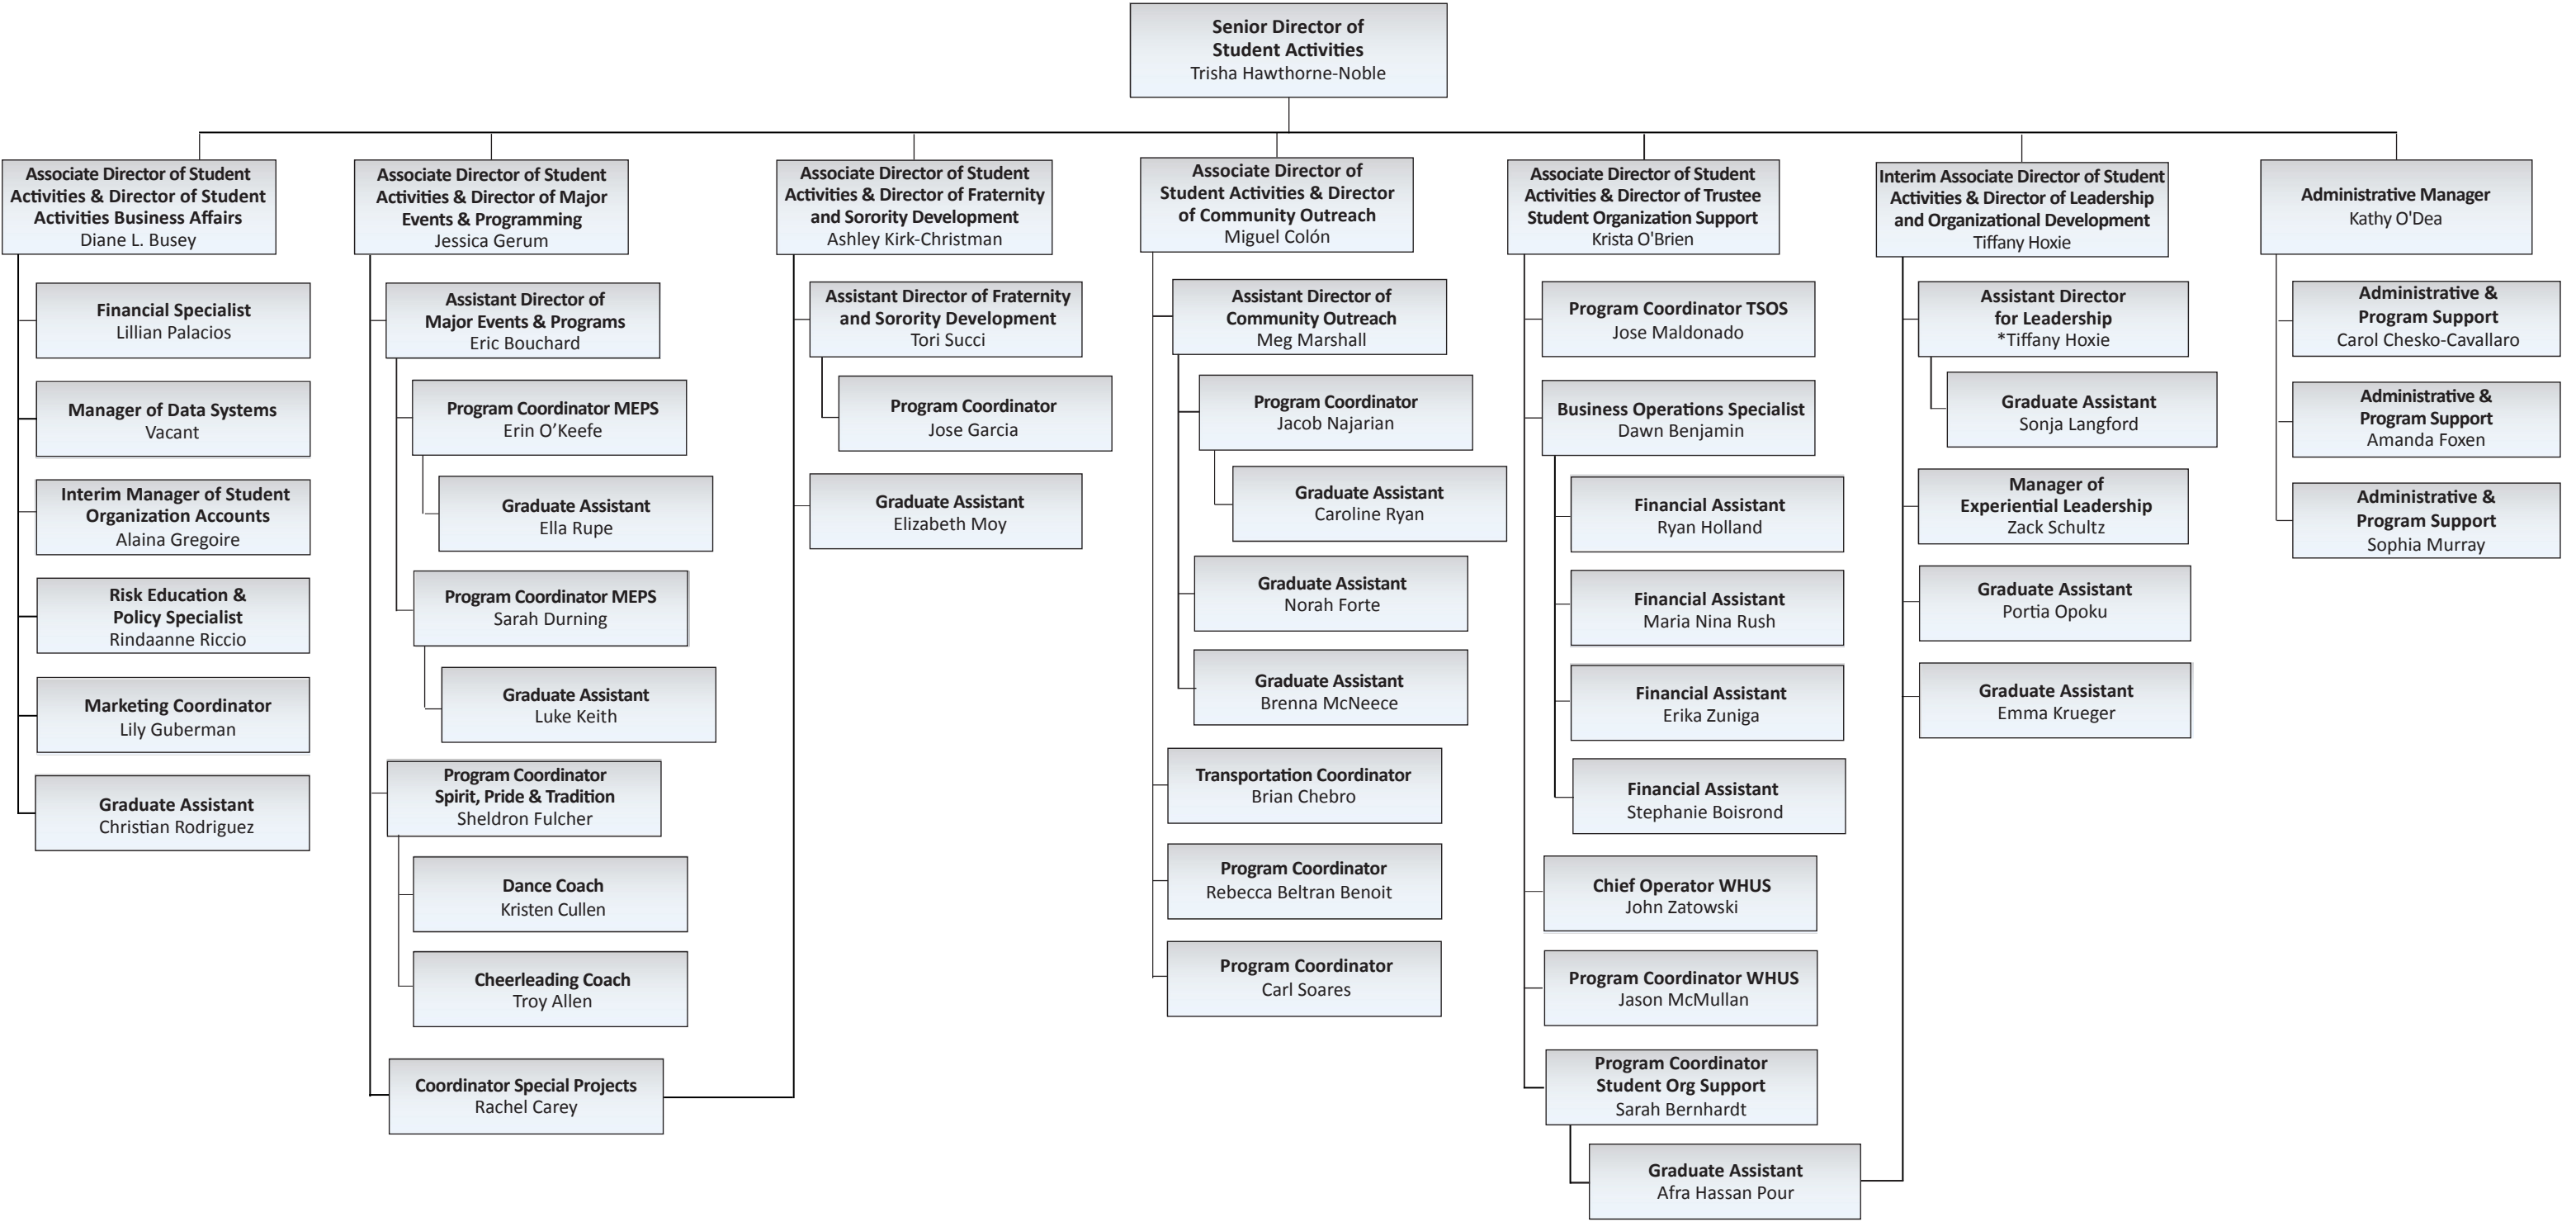 Senior Director of
Student Activities
Trisha Hawthorne-Noble
Associate Director of Student
Activities & Director of Student
Activities Business Affairs
Diane L. Busey
Financial Specialist
Lillian Palacios
Manager of Data Systems
Vacant
Interim Manager of Student
Organization Accounts
Alaina Gregoire
Risk Education &
Policy Specialist
Rindaanne Riccio
Marketing Coordinator
Lily Guberman
Graduate Assistant
Christian Rodriguez
Associate Director of Student
Activities & Director of Major
Events & Programming
Jessica Gerum
Assistant Director of
Major Events & Programs
Eric Bouchard
Program Coordinator MEPS
Erin O’Keefe
Graduate Assistant
Ella Rupe
Program Coordinator MEPS
Sarah Durning
Graduate Assistant
Luke Keith
Program Coordinator
Spirit, Pride & Tradition
Sheldron Fulcher
Dance Coach
Kristen Cullen
Cheerleading Coach
Troy Allen
Coordinator Special Projects
Rachel Carey
Associate Director of Student
Activities & Director of Fraternity
and Sorority Development
Ashley Kirk-Christman
Assistant Director of Fraternity
and Sorority Development
Tori Succi
Program Coordinator
Jose Garcia
Graduate Assistant
Elizabeth Moy
Associate Director of
Student Activities & Director
of Community Outreach
Miguel Colón
Assistant Director of
Community Outreach
Meg Marshall
Program Coordinator
Jacob Najarian
Graduate Assistant
Caroline Ryan
Graduate Assistant
Norah Forte
Graduate Assistant
Brenna McNeece
Transportation Coordinator
Brian Chebro
Program Coordinator
Rebecca Beltran Benoit
Program Coordinator
Carl Soares
Associate Director of Student
Activities & Director of Trustee
Student Organization Support
Krista O'Brien
Program Coordinator TSOS
Jose Maldonado
Business Operations Specialist
Dawn Benjamin
Financial Assistant
Ryan Holland
Financial Assistant
Maria Nina Rush
Financial Assistant
Erika Zuniga
Financial Assistant
Stephanie Boisrond
Chief Operator WHUS
John Zatowski
Program Coordinator WHUS
Jason McMullan
Program Coordinator
Student Org Support
Sarah Bernhardt
Graduate Assistant
Afra Hassan Pour
Interim Associate Director of Student
Activities & Director of Leadership
and Organizational Development
Tiffany Hoxie
Assistant Director
for Leadership
*Tiffany Hoxie
Graduate Assistant
Sonja Langford
Manager of
Experiential Leadership
Zack Schultz
Graduate Assistant
Portia Opoku
Graduate Assistant
Emma Krueger
Administrative Manager
Kathy O'Dea
Administrative &
Program Support
Carol Chesko-Cavallaro
Administrative &
Program Support
Amanda Foxen
Administrative &
Program Support
Sophia Murray